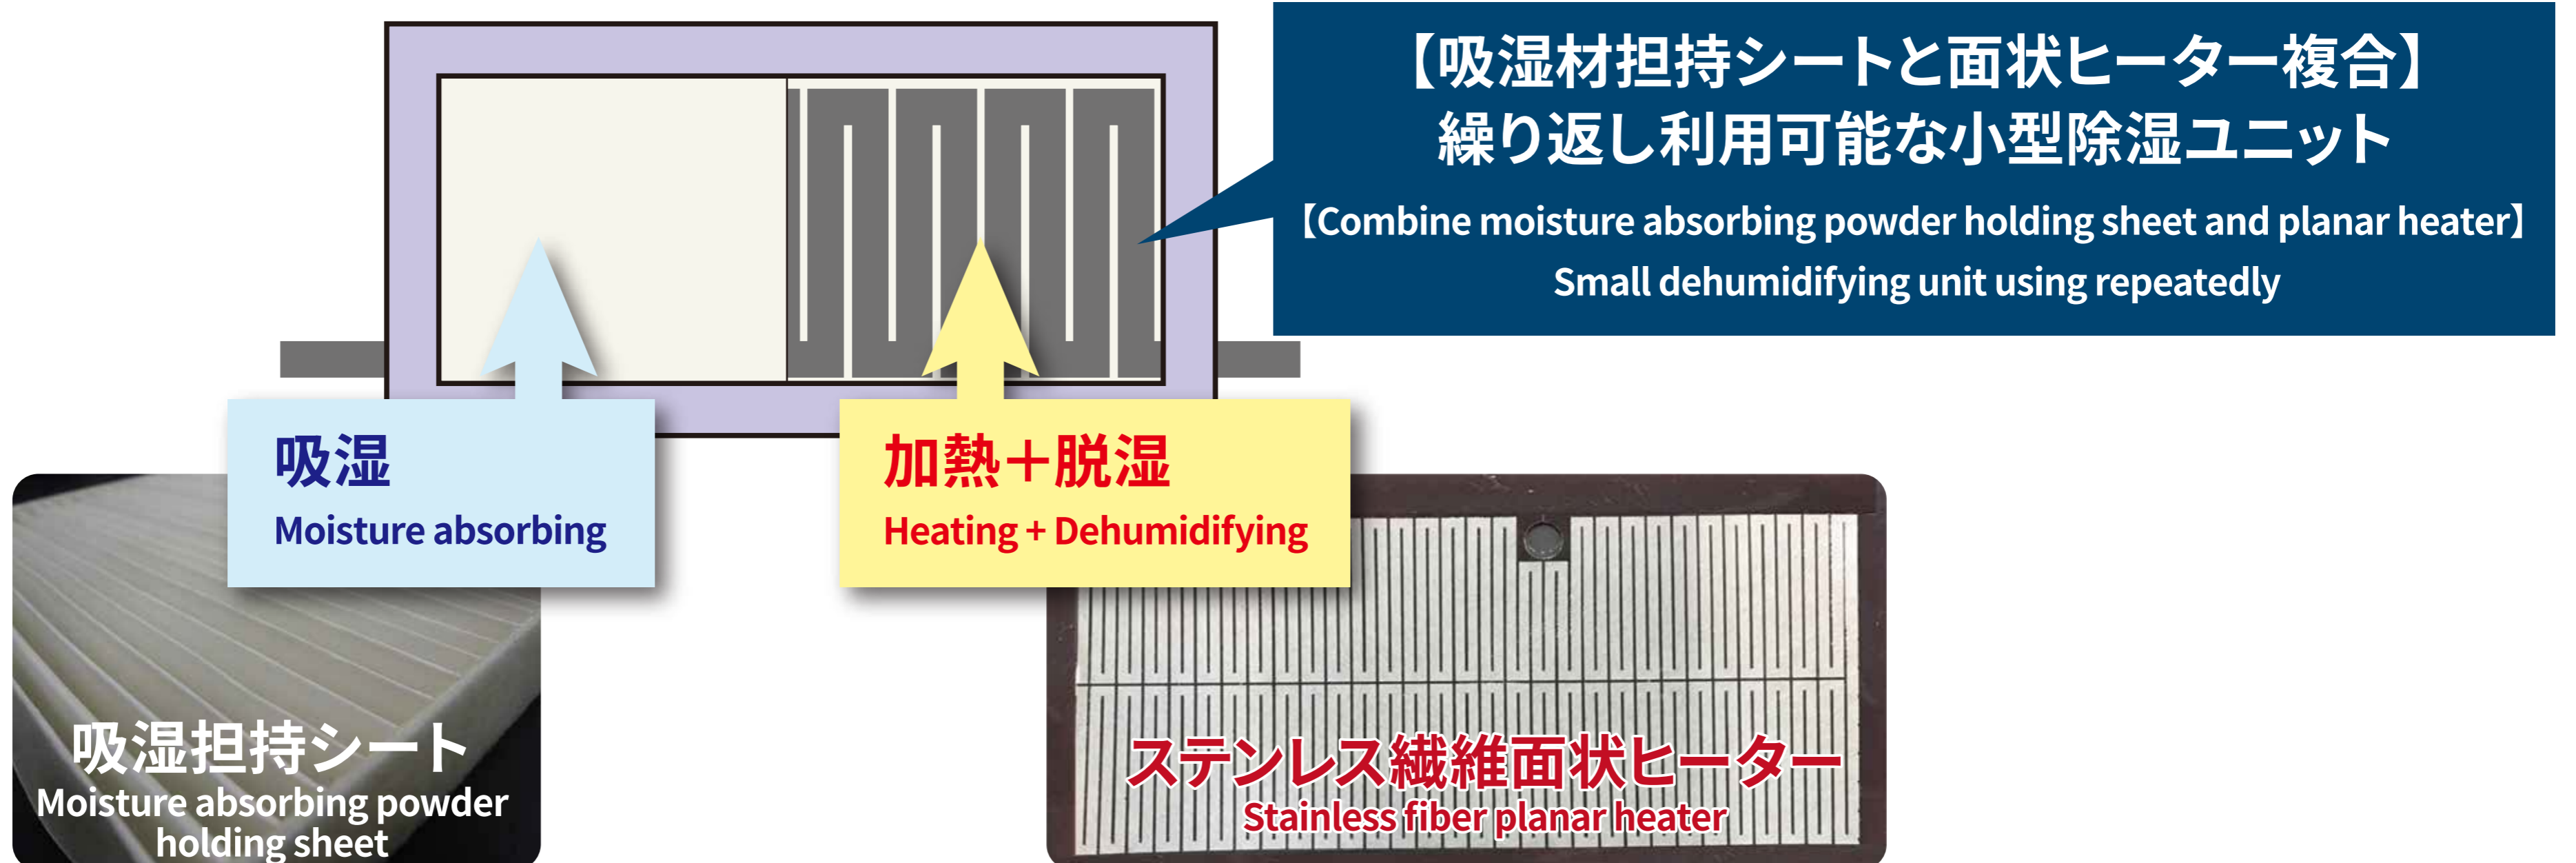 【吸湿材担持シートと面状ヒーター複合】
繰り返し利用可能な小型除湿ユニット
【Combine moisture absorbing powder holding sheet and planar heater】
Small dehumidifying unit using repeatedly
吸湿
Moisture absorbing
加熱＋脱湿
Heating + Dehumidifying
吸湿担持シート
Moisture absorbing powder
holding sheet
ステンレス繊維面状ヒーター
Stainless fiber planar heater